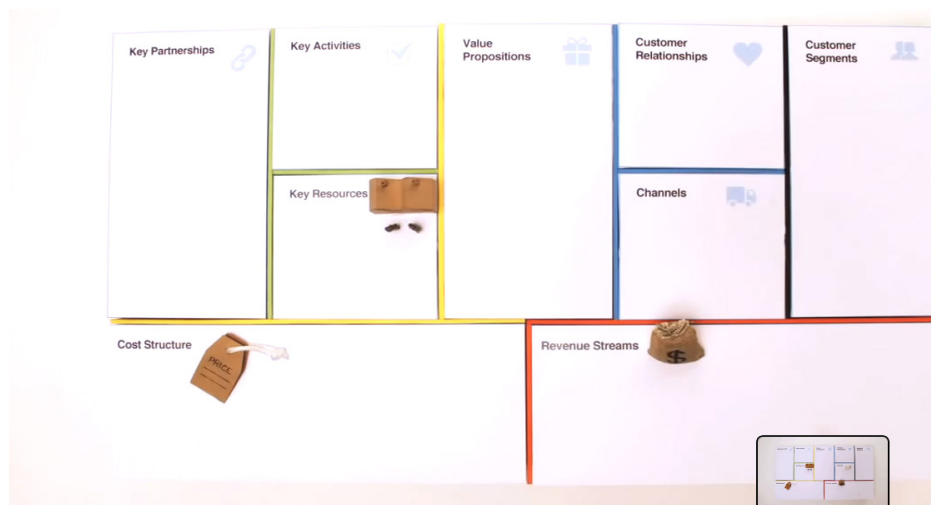 Key Partnerships
Key Activities
Value
Propositions
Customer
Relationships
Customer
Segments
Key Resources
Channels
Cost Structure
PRICE
Revenue Streams
$